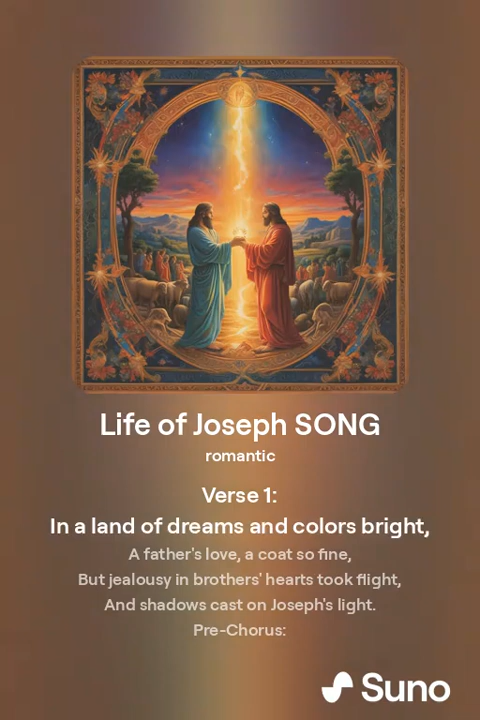 Life of Joseph SONG
romantic
Verse 1:
In a land of dreams and colors bright,
A father's love, a coat so fine,
But jealousy in brothers' hearts took flight,
And shadows cast on Joseph's light.
Pre-Chorus:
Suno